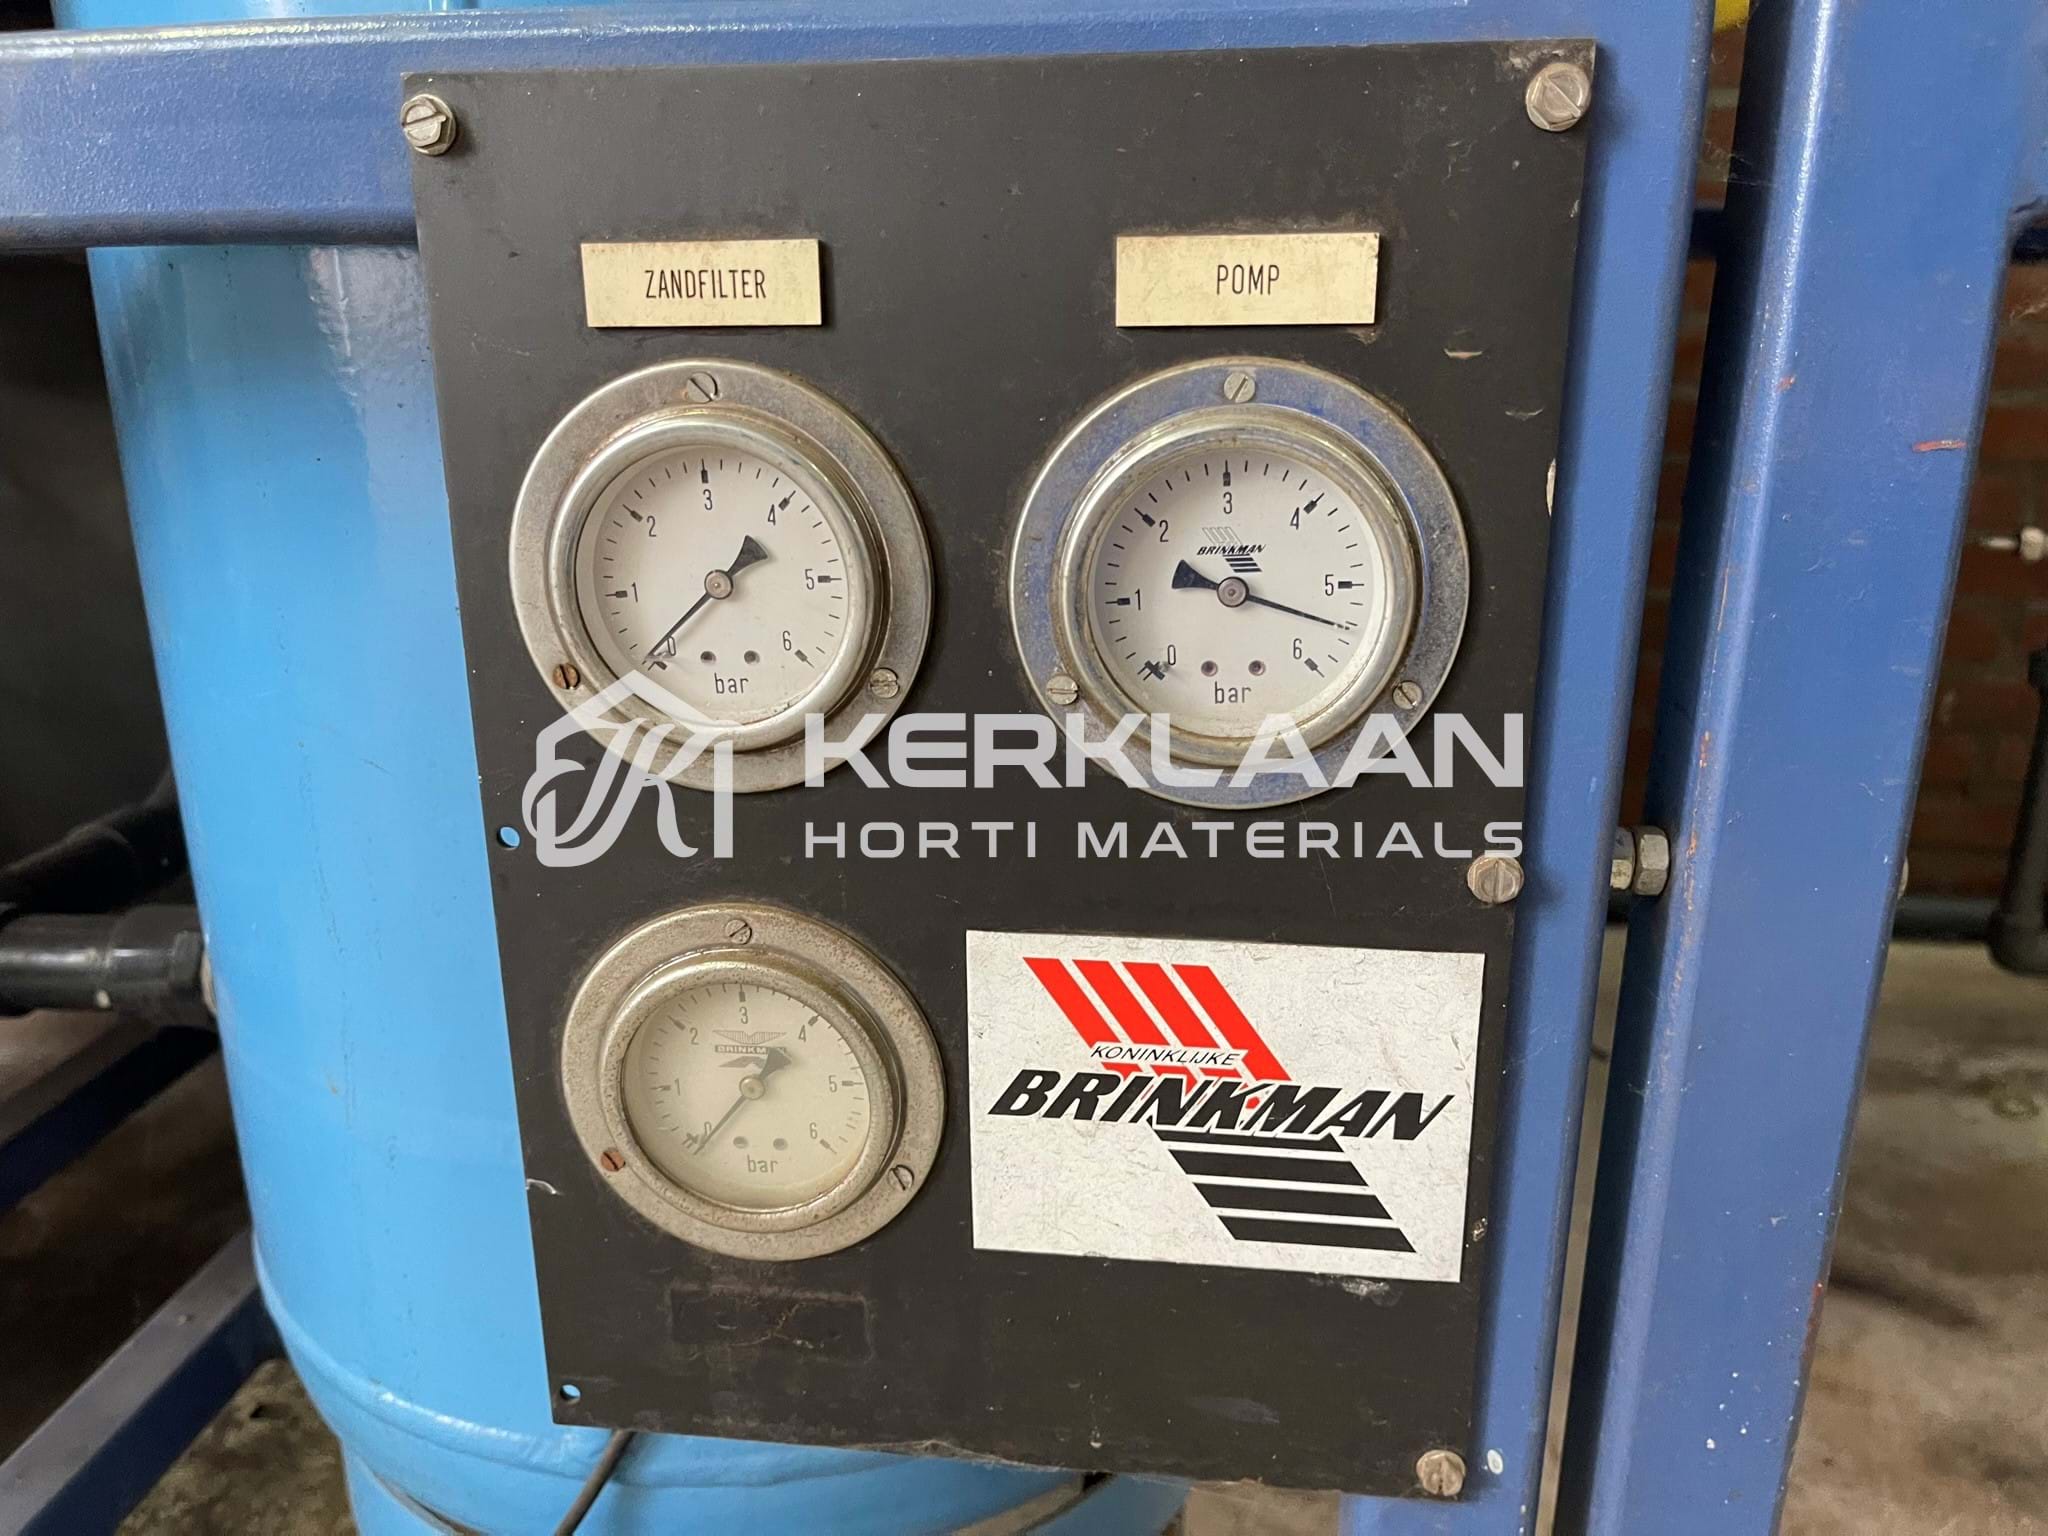 ZANDFILTER
POMP
0 1 2 3 4 5 6
bar
0 1 2 3 4 5 6
BRINKMAN
bar
KERKLAAN
HORTI MATERIALS
0 1 2 3 4 5 6
BRINKMAN
bar
KONINKLIJKE
BRINKMAN